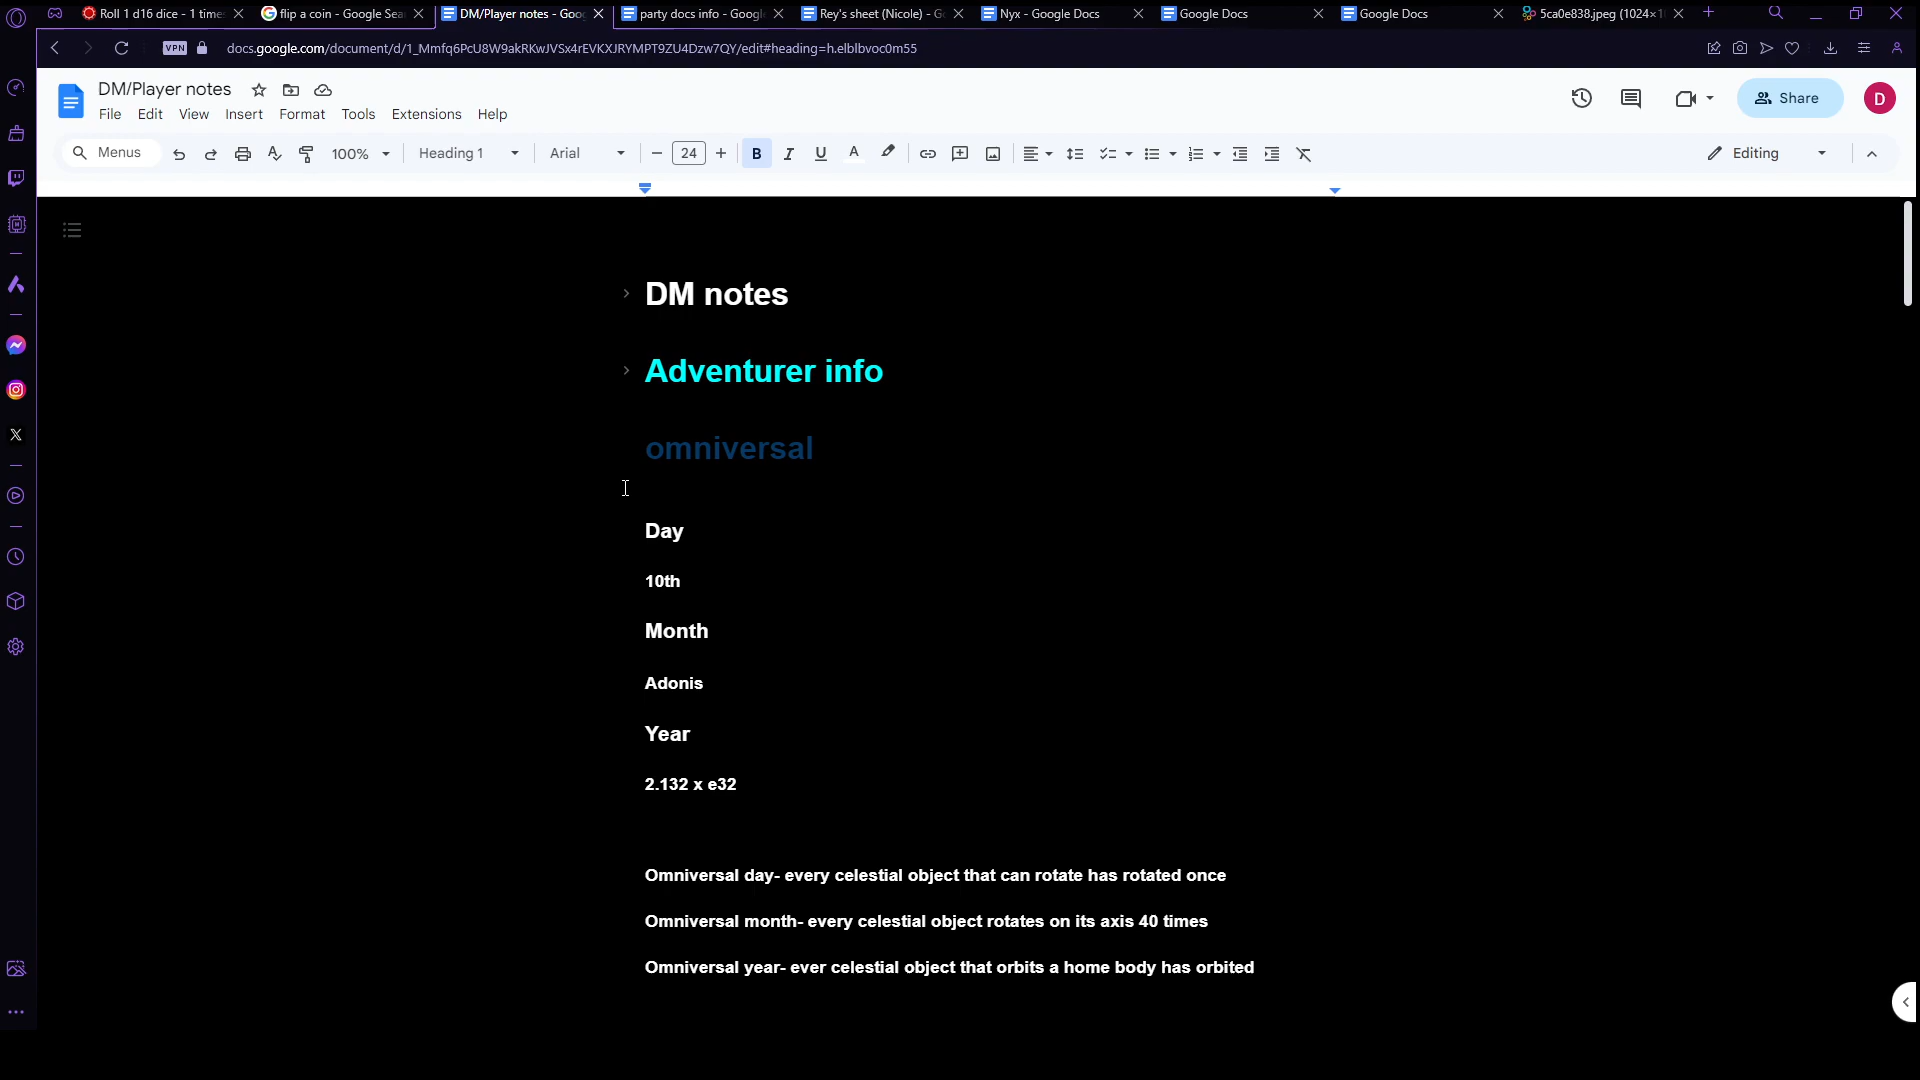 Roll 1 d16 dice - 1 time
flip a coin - Google Sea
DM/Player notes - Goo
party docs info - Google
Rey's sheet (Nicole) - G
Nyx - Google Docs
Google Docs
Google Docs
5ca0e838.jpeg (1024×1
VPN
docs.google.com/document/d/1_Mmfq6PcU8W9akRKwJVSx4rEVKXJRYMPT9ZU4Dzw7QY/edit#heading=h.elblbvoc0m55
DM/Player notes
File Edit View Insert Format Tools Extensions Help
Share
D
Menus
100%
Heading 1
Arial
24
B I U A
Editing
DM notes
Adventurer info
omniversal
Day
10th
Month
Adonis
Year
2.132 x e32
Omniversal day- every celestial object that can rotate has rotated once
Omniversal month- every celestial object rotates on its axis 40 times
Omniversal year- ever celestial object that orbits a home body has orbited